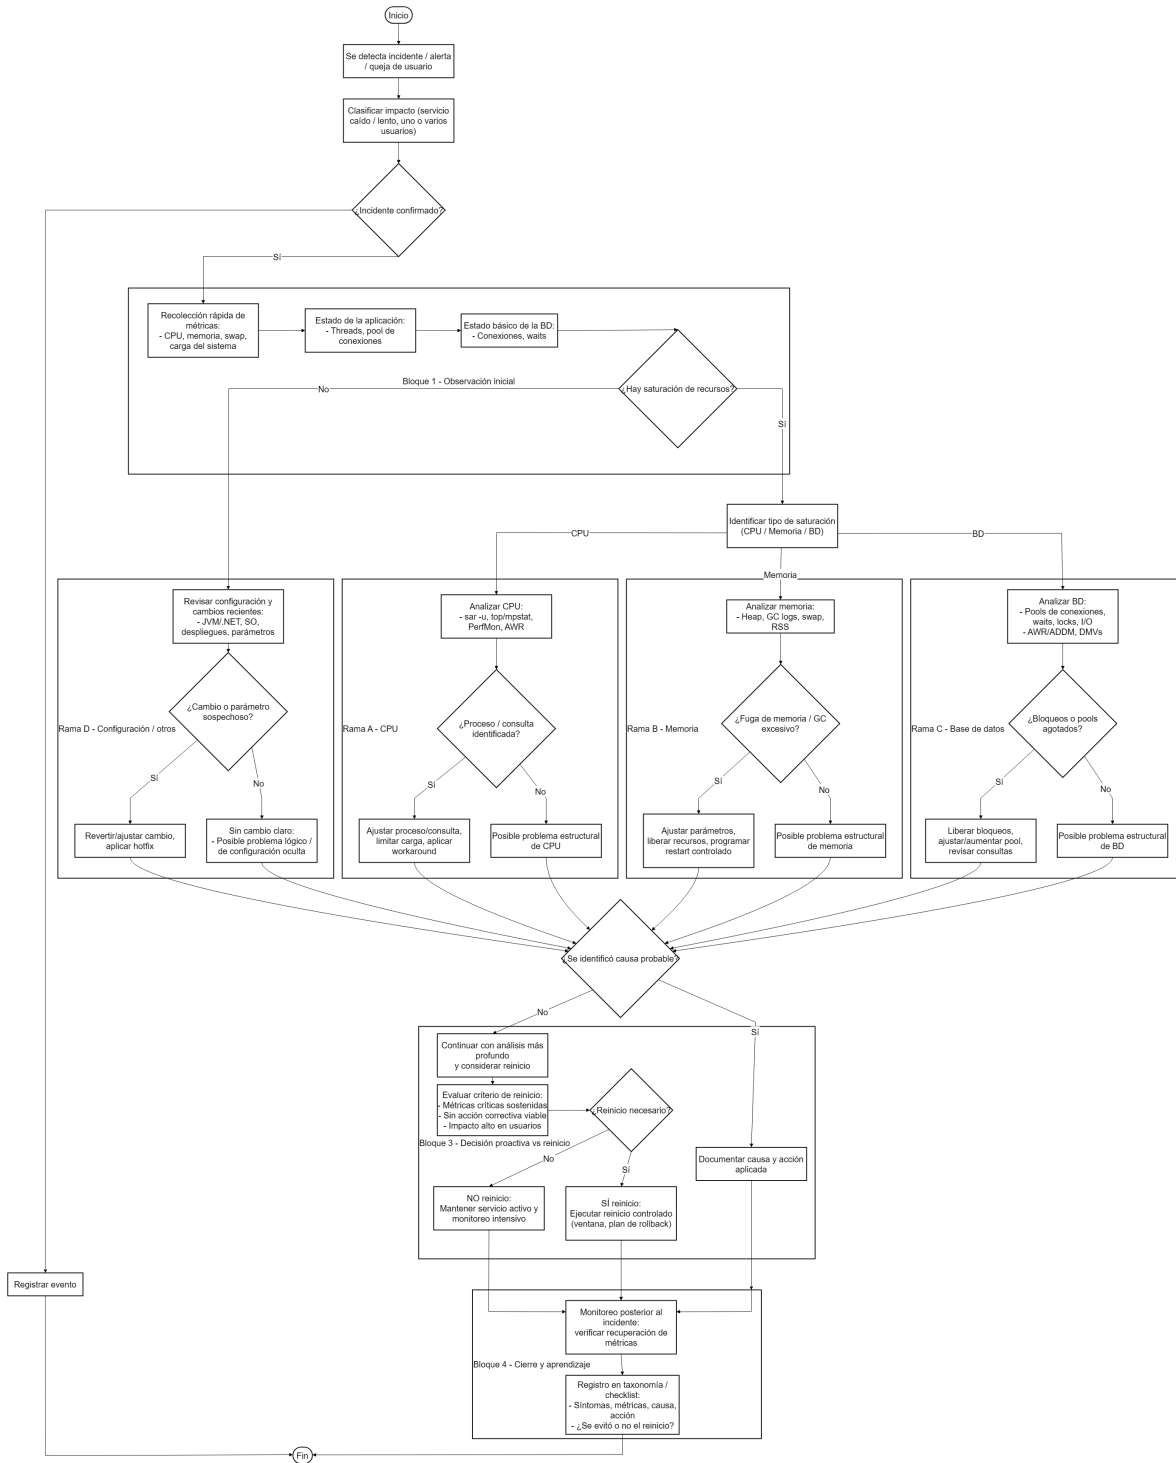 Inicio
Se detecta incidente / alerta
/ queja de usuario
Clasificar impacto (servicio
caído / lento, uno o varios
usuarios)
¿Incidente confirmado?
Sí
Recolección rápida de
métricas:
- CPU, memoria, swap,
carga del sistema
Estado de la aplicación:
- Threads, pool de
conexiones
Estado básico de la BD:
- Conexiones, waits
¿Hay saturación de recursos?
Bloque 1 - Observación inicial
No
Sí
Identificar tipo de saturación
(CPU / Memoria / BD)
CPU
Memoria
BD
Revisar configuración y
cambios recientes:
- JVM/.NET, SO,
despliegues, parámetros
¿Cambio o parámetro
sospechoso?
Rama D - Configuración / otros
Sí
No
Revertir/ajustar cambio,
aplicar hotfix
Sin cambio claro:
- Posible problema lógico /
de configuración oculta
Analizar CPU:
- sar -u, top/mpstat,
PerfMon, AWR
¿Proceso / consulta
identificada?
Rama A - CPU
Sí
No
Ajustar proceso/consulta,
limitar carga, aplicar
workaround
Posible problema estructural
de CPU
Analizar memoria:
- Heap, GC logs, swap,
RSS
¿Fuga de memoria / GC
excesivo?
Rama B - Memoria
Sí
No
Ajustar parámetros,
liberar recursos, programar
restart controlado
Posible problema estructural
de memoria
Analizar BD:
- Pools de conexiones,
waits, locks, I/O
- AWR/ADDM, DMVs
¿Bloqueos o pools
agotados?
Rama C - Base de datos
Sí
No
Liberar bloqueos,
ajustar/aumentar pool,
revisar consultas
Posible problema estructural
de BD
¿Se identificó causa probable?
No
Sí
Continuar con análisis más
profundo
y considerar reinicio
Evaluar criterio de reinicio:
- Métricas críticas sostenidas
- Sin acción correctiva viable
- Impacto alto en usuarios
¿Reinicio necesario?
Bloque 3 - Decisión proactiva vs reinicio
No
Sí
Documentar causa y acción
aplicada
NO reinicio:
Mantener servicio activo y
monitoreo intensivo
SÍ reinicio:
Ejecutar reinicio controlado
(ventana, plan de rollback)
Registrar evento
Monitoreo posterior al
incidente:
verificar recuperación de
métricas
Bloque 4 - Cierre y aprendizaje
Registro en taxonomía /
checklist:
- Síntomas, métricas, causa,
acción
- ¿Se evitó o no el reinicio?
Fin